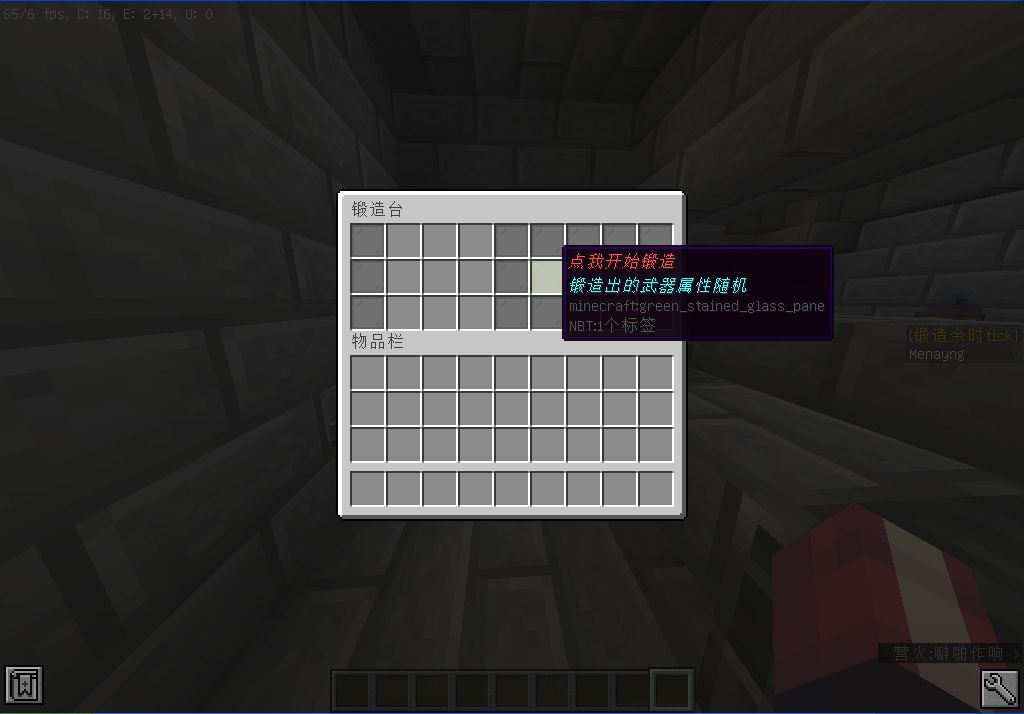 65/6 fps, C: 16, E: 2+14, U: 0
锻造台
点我开始锻造
锻造出的武器属性随机
minecraft:green_stained_glass_pane
NBT:1个标签
物品栏
[锻造余时tick]
Menayng 0
营火:噼啪作响 >